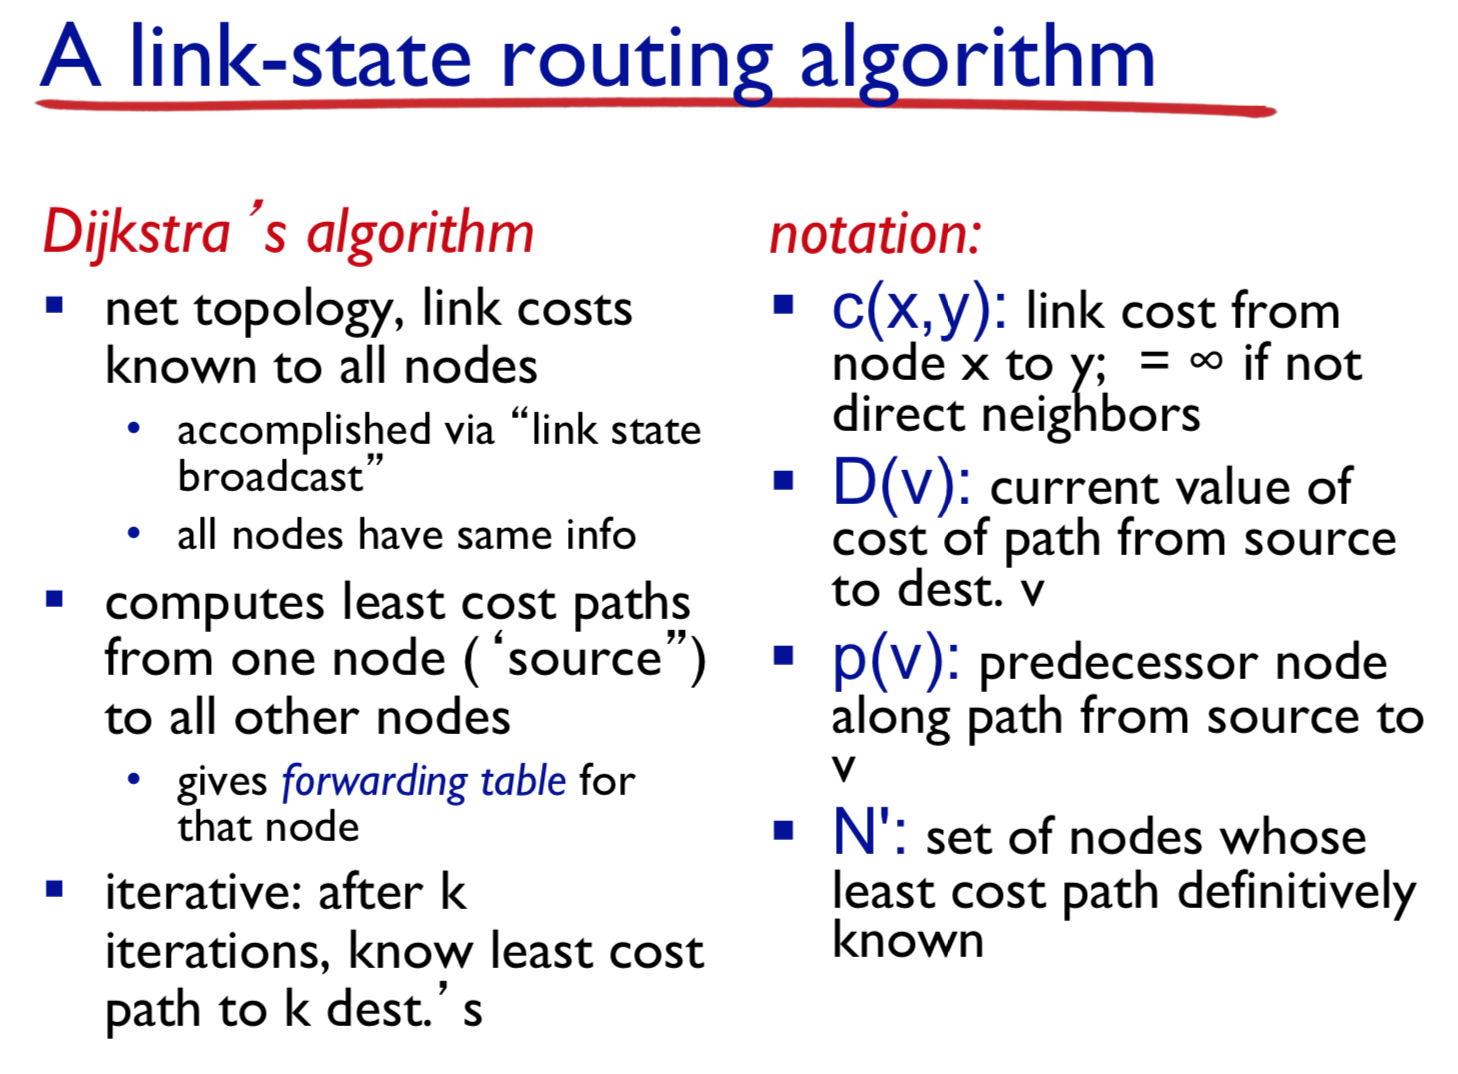 A link-state routing algorithm
Dijkstra’s algorithm
▪ net topology, link costs
known to all nodes
• accomplished via “link state
broadcast”
• all nodes have same info
▪ computes least cost paths
from one node (‘source”)
to all other nodes
• gives forwarding table for
that node
▪ iterative: after k
iterations, know least cost
path to k dest.’s
notation:
▪ c(x,y): link cost from
node x to y; = ∞ if not
direct neighbors
▪ D(v): current value of
cost of path from source
to dest. v
▪ p(v): predecessor node
along path from source to
v
▪ N': set of nodes whose
least cost path definitively
known